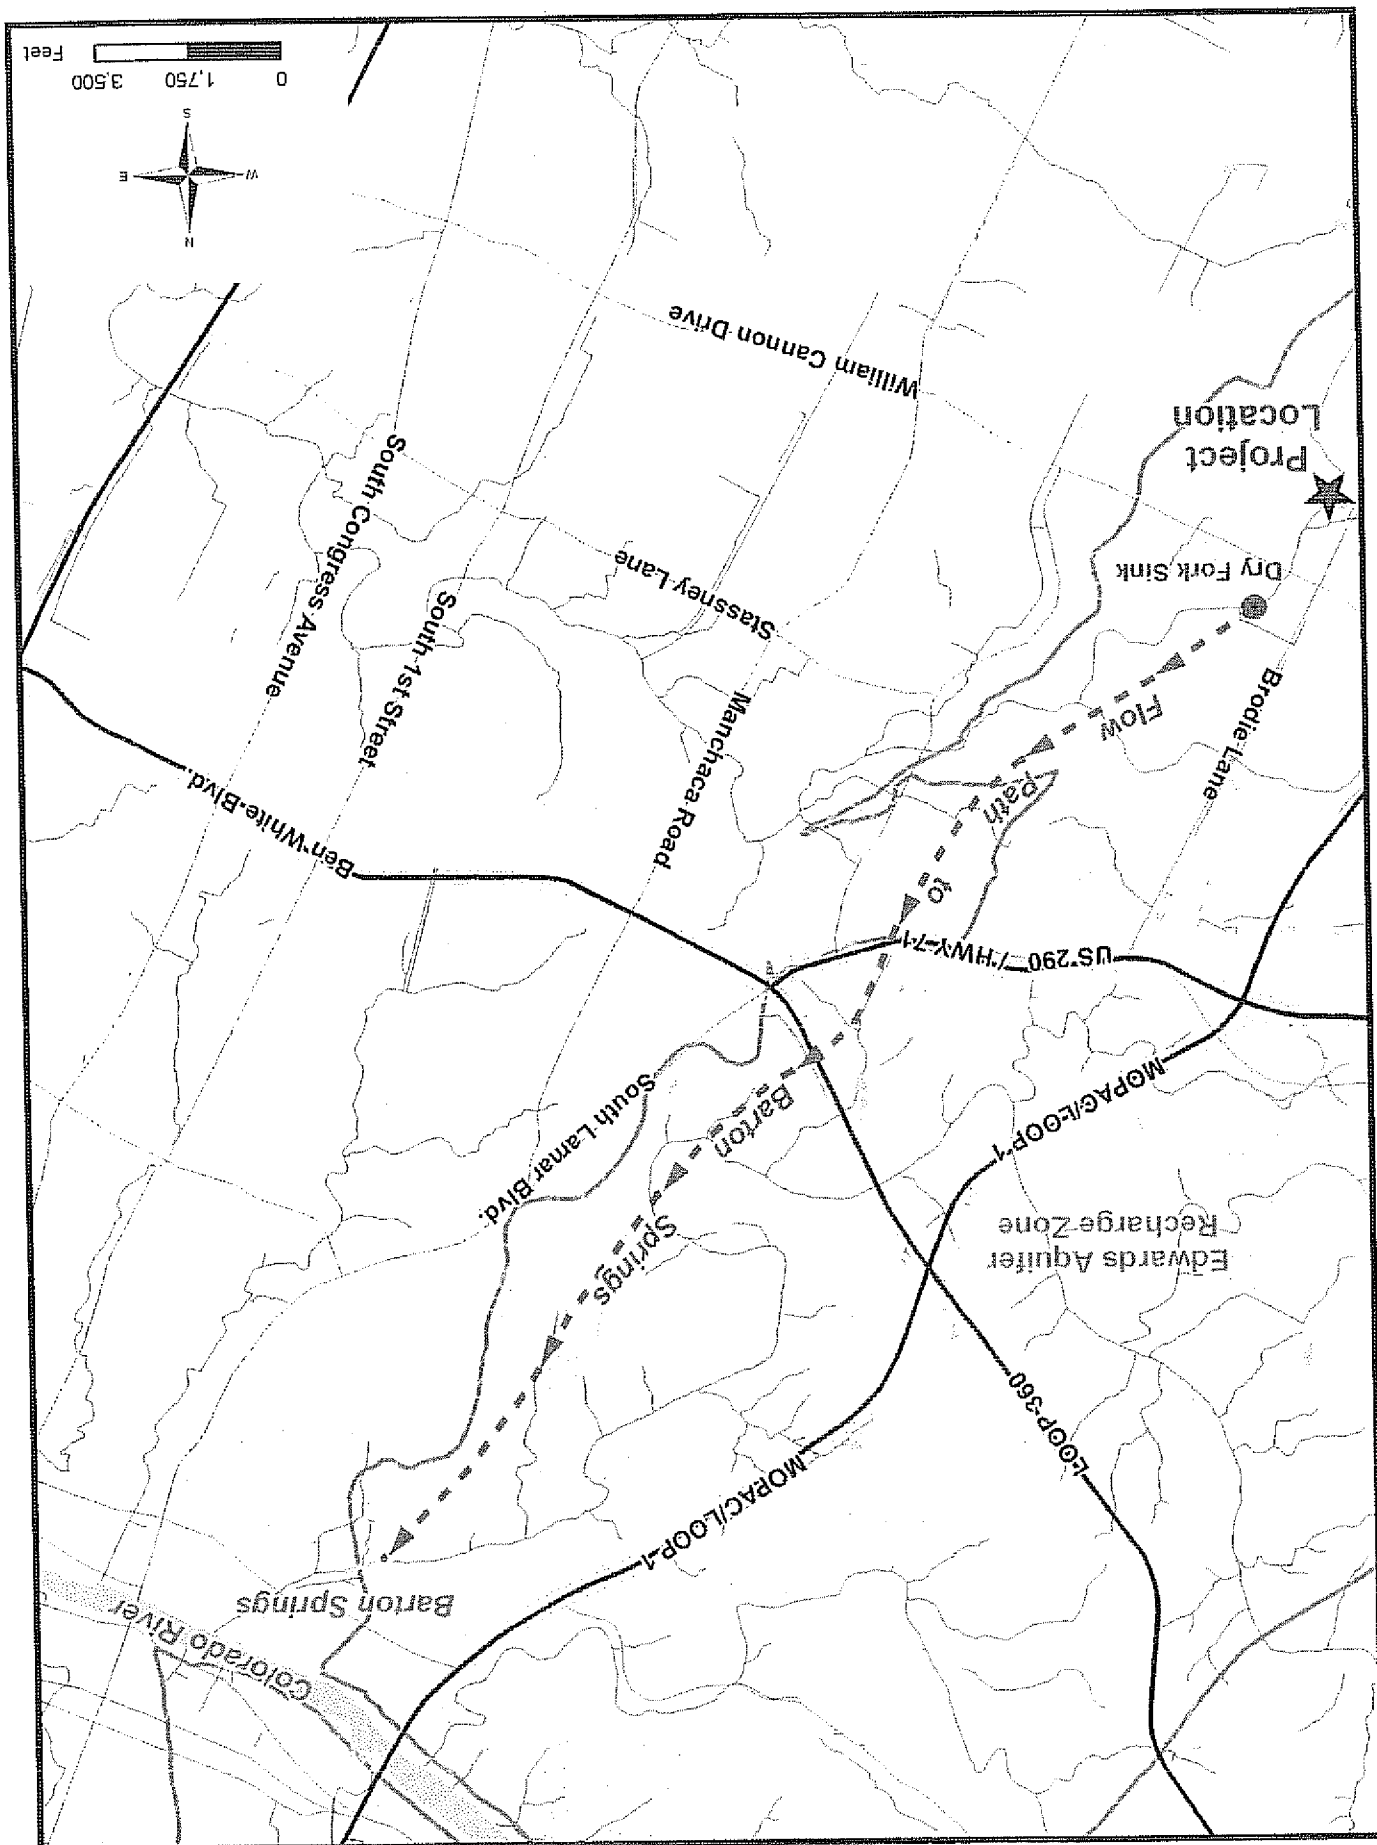 Colorado River
Barton Springs
MOPAC/LOOP 1
LOOP 360
Edwards Aquifer
Recharge Zone
South Lamar Blvd.
MOPAC/LOOP 1
US 290 / HWY 71
Ben White Blvd.
Flow
Path
to
Barton
Springs
Brodie Lane
Manchaca Road
South 1st Street
South Congress Avenue
Stassney Lane
Dry Fork Sink
Project
Location
William Cannon Drive
N
W
E
S
0 1,750 3,500
Feet